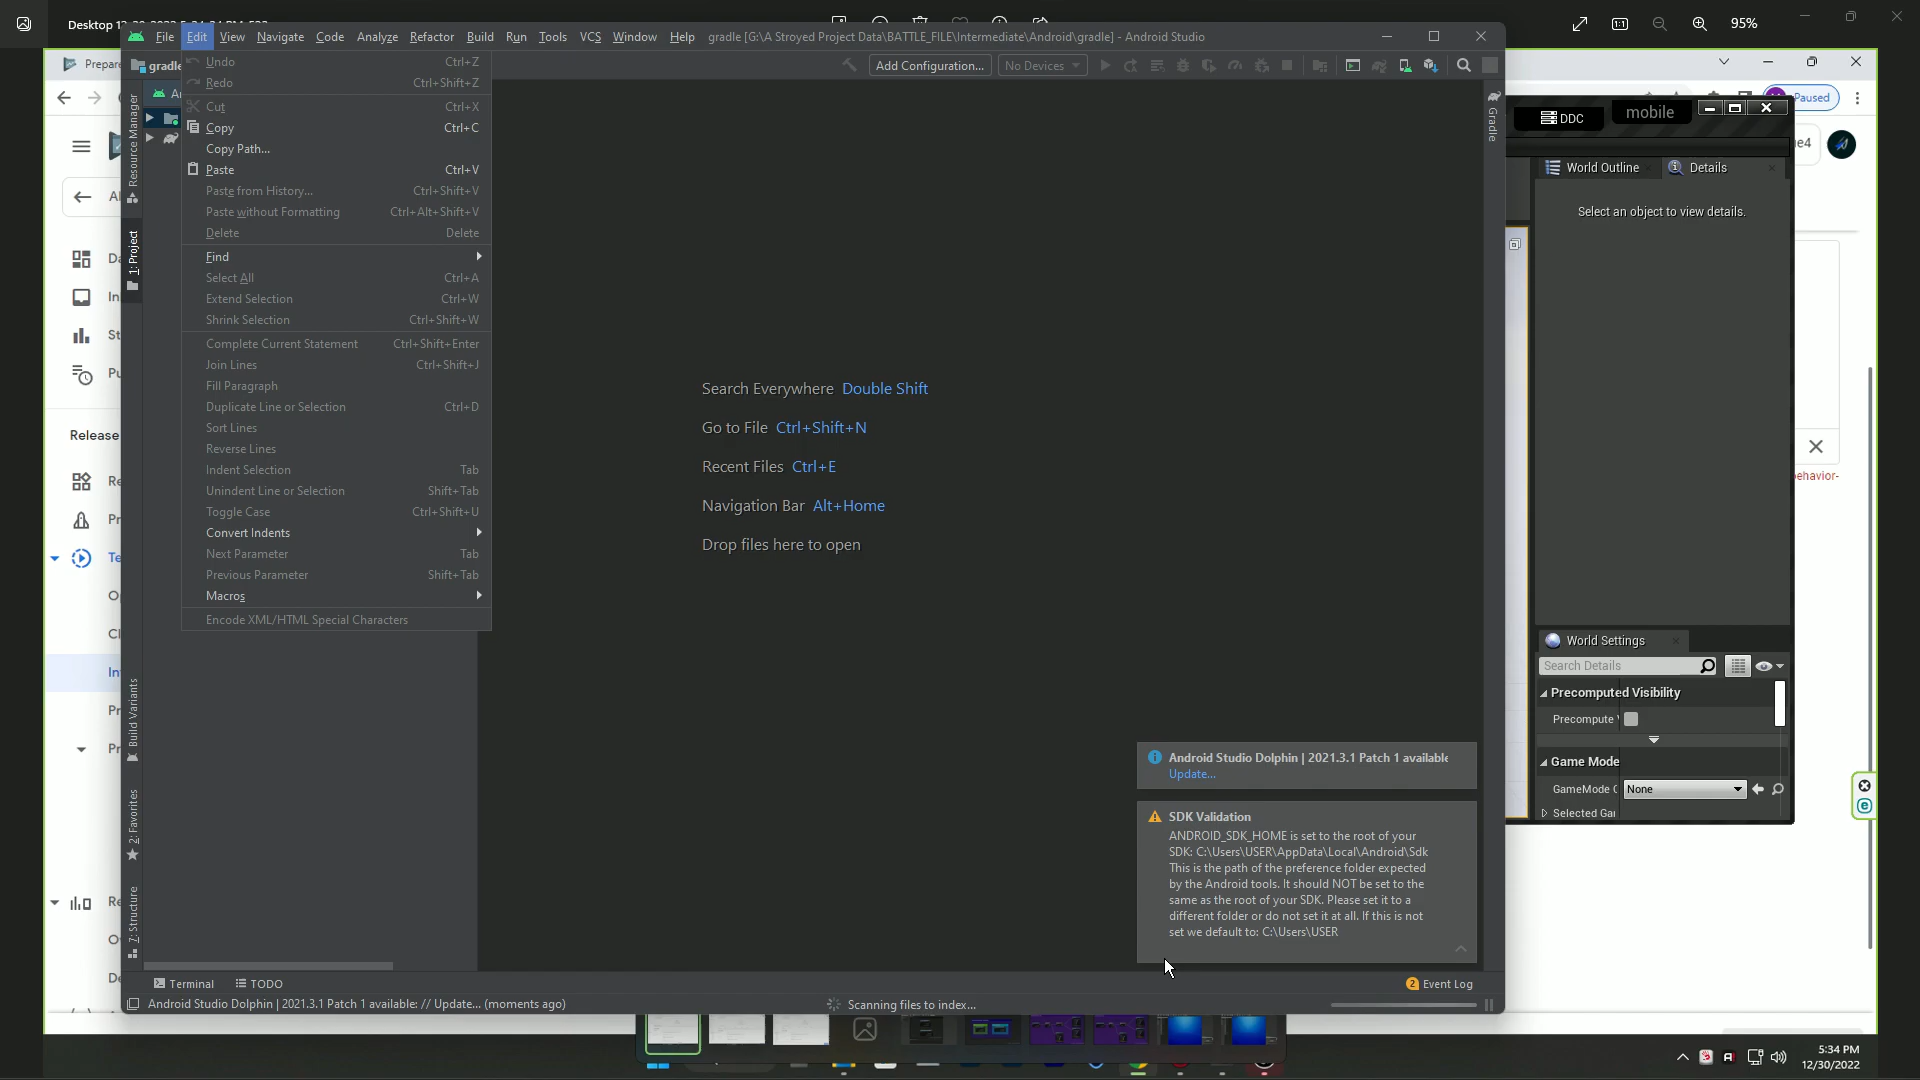 95%
File Edit View Navigate Code Analyze Refactor Build Run Tools VCS Window Help gradle [G:\A Stroyed Project Data\BATTLE_FILE\Intermediate\Android\gradle] - Android Studio
gradle
Add Configuration...
No Devices
Undo Ctrl+Z
Redo Ctrl+Shift+Z
Cut Ctrl+X
Copy Ctrl+C
Copy Path...
Paste Ctrl+V
Paste from History... Ctrl+Shift+V
Paste without Formatting Ctrl+Alt+Shift+V
Delete Delete
Find
Select All Ctrl+A
Extend Selection Ctrl+W
Shrink Selection Ctrl+Shift+W
Complete Current Statement Ctrl+Shift+Enter
Join Lines Ctrl+Shift+J
Fill Paragraph
Duplicate Line or Selection Ctrl+D
Sort Lines
Reverse Lines
Indent Selection Tab
Unindent Line or Selection Shift+Tab
Toggle Case Ctrl+Shift+U
Convert Indents
Next Parameter Tab
Previous Parameter Shift+Tab
Macros
Encode XML/HTML Special Characters
Resource Manager
1: Project
Build Variants
2: Favorites
7: Structure
Gradle
Release
Search Everywhere Double Shift
Go to File Ctrl+Shift+N
Recent Files Ctrl+E
Navigation Bar Alt+Home
Drop files here to open
Android Studio Dolphin | 2021.3.1 Patch 1 available
Update...
SDK Validation
ANDROID_SDK_HOME is set to the root of your
SDK: C:\Users\USER\AppData\Local\Android\Sdk
This is the path of the preference folder expected
by the Android tools. It should NOT be set to the
same as the root of your SDK. Please set it to a
different folder or do not set it at all. If this is not
set we default to: C:\Users\USER
Terminal
TODO
2 Event Log
Android Studio Dolphin | 2021.3.1 Patch 1 available: // Update... (moments ago)
Scanning files to index...
Paused
DDC
mobile
World Outline
Details
Select an object to view details.
World Settings
Search Details
Precomputed Visibility
Precompute
Game Mode
GameMode
None
Selected
5:34 PM
12/30/2022